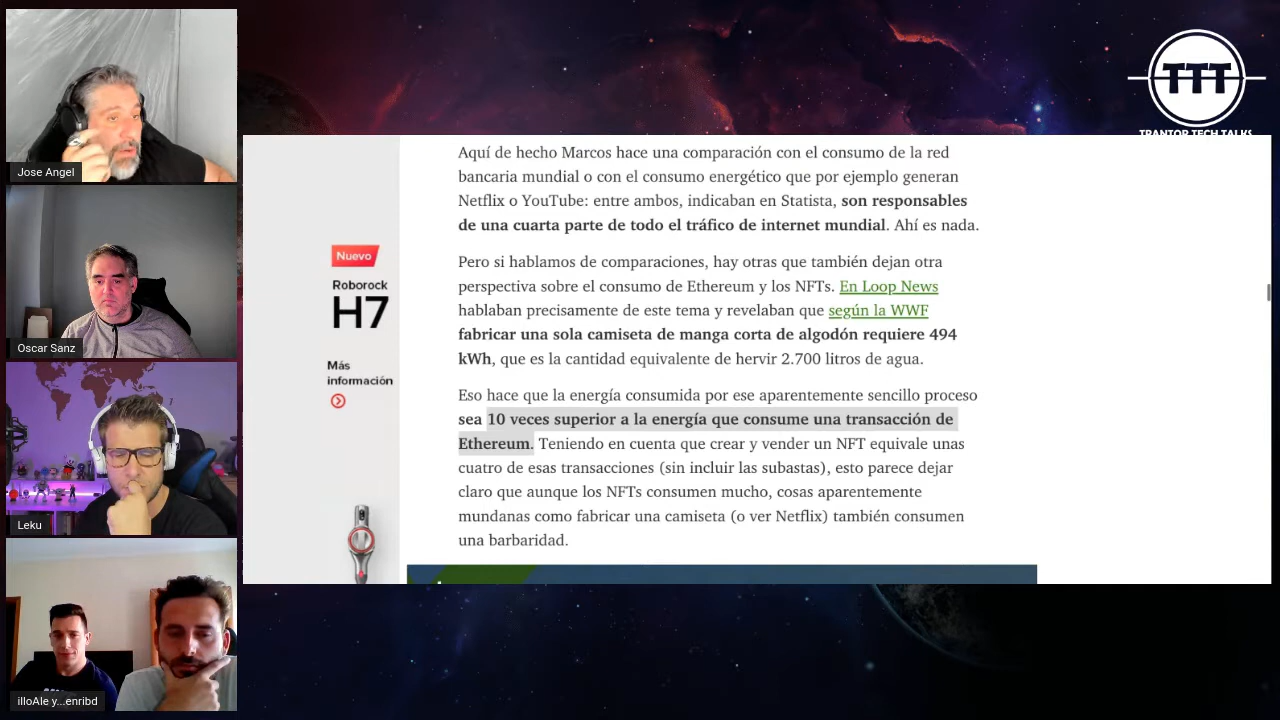 Jose Angel
Oscar Sanz
Leku
illoAle y...enribd
TTT
TRANTOR TECH TALKS
Nuevo
Roborock
H7
Más
información
Aquí de hecho Marcos hace una comparación con el consumo de la red
bancaria mundial o con el consumo energético que por ejemplo generan
Netflix o YouTube: entre ambos, indicaban en Statista, son responsables
de una cuarta parte de todo el tráfico de internet mundial. Ahí es nada.
Pero si hablamos de comparaciones, hay otras que también dejan otra
perspectiva sobre el consumo de Ethereum y los NFTs. En Loop News
hablaban precisamente de este tema y revelaban que según la WWF
fabricar una sola camiseta de manga corta de algodón requiere 494
kWh, que es la cantidad equivalente de hervir 2.700 litros de agua.
Eso hace que la energía consumida por ese aparentemente sencillo proceso
sea 10 veces superior a la energía que consume una transacción de
Ethereum. Teniendo en cuenta que crear y vender un NFT equivale unas
cuatro de esas transacciones (sin incluir las subastas), esto parece dejar
claro que aunque los NFTs consumen mucho, cosas aparentemente
mundanas como fabricar una camiseta (o ver Netflix) también consumen
una barbaridad.